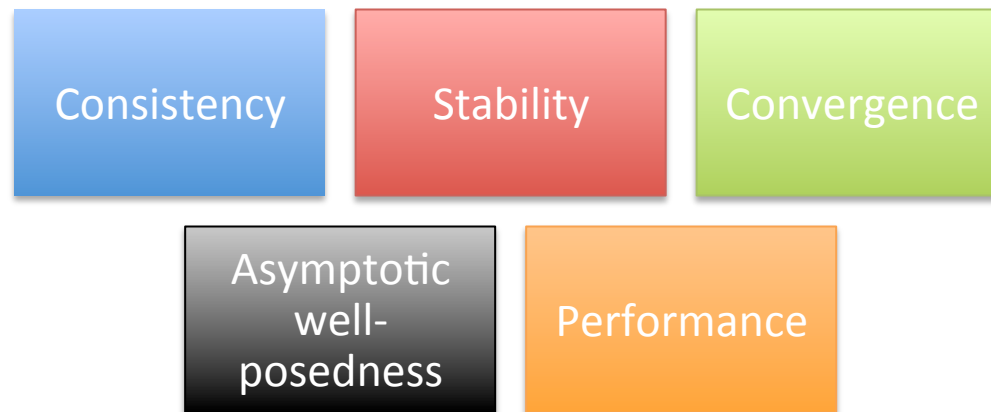 Consistency
Stability
Convergence
Asymptotic
well-
posedness
Performance